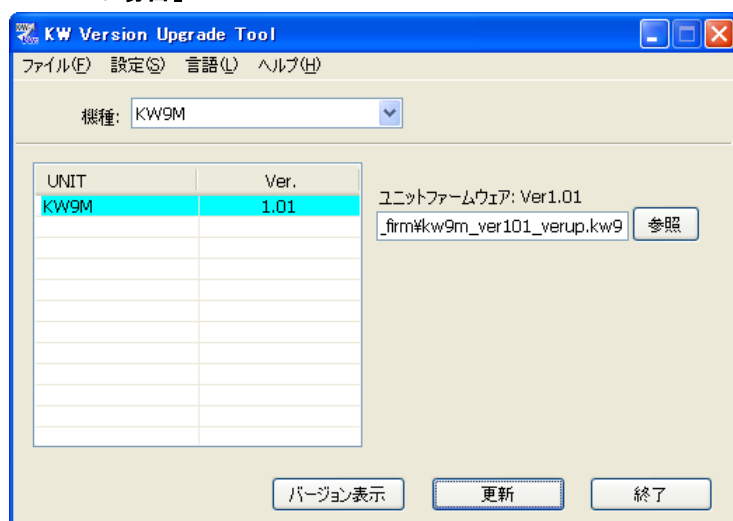 KW Version Upgrade Tool
ファイル(F) 設定(S) 言語(L) ヘルプ(H)
機種: KW9M
UNIT Ver.
KW9M 1.01
ユニットファームウェア: Ver1.01
_firm¥kw9m_ver101_verup.kw9 参照
バージョン表示 更新 終了